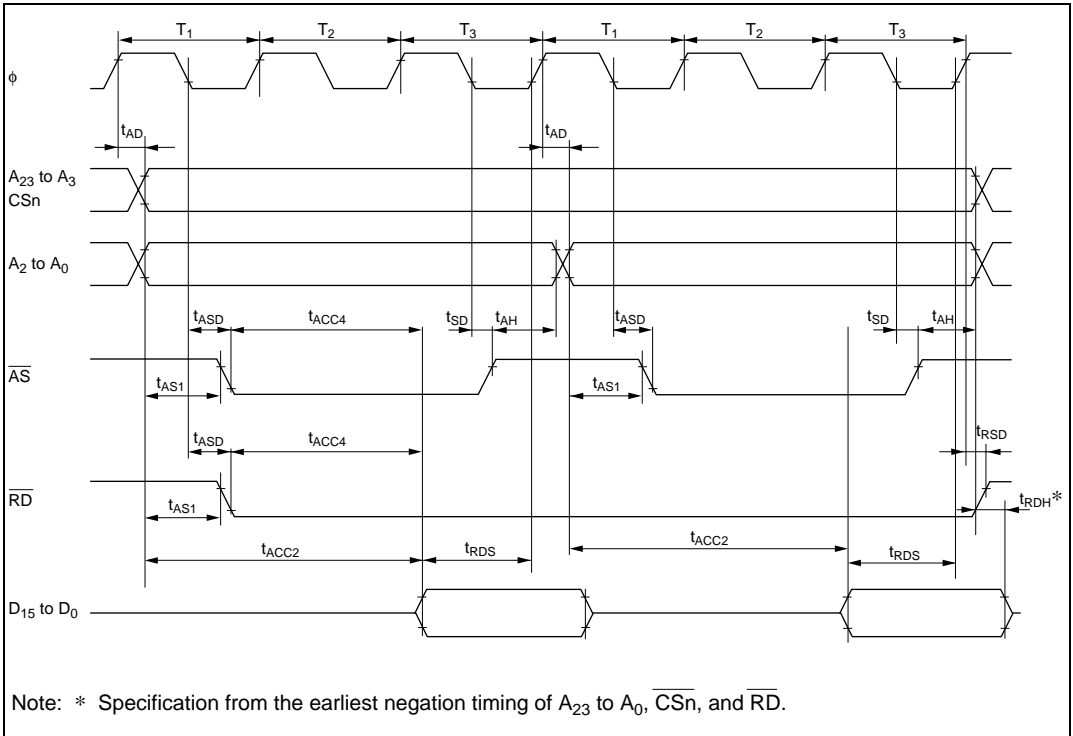 T1 T2 T3 T1 T2 T3
ϕ
tAD tAD
A23 to A3
CSn
A2 to A0
tASD tACC4 tSD tAH tASD tSD tAH
AS
tAS1 tAS1
tASD tACC4 tRSD
RD
tAS1 tRDH*
tACC2 tRDS tACC2 tRDS
D15 to D0
Note: * Specification from the earliest negation timing of A23 to A0, CSn, and RD.